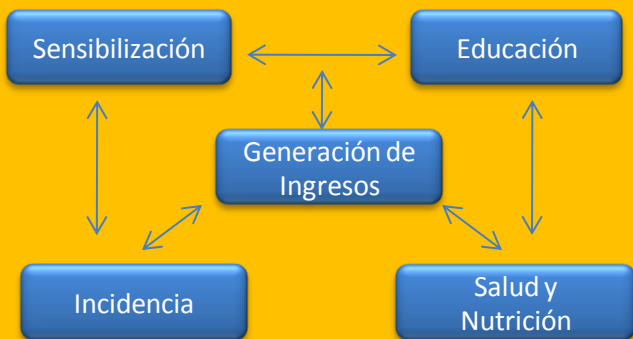 Sensibilización
Educación
Generación de
Ingresos
Incidencia
Salud y
Nutrición